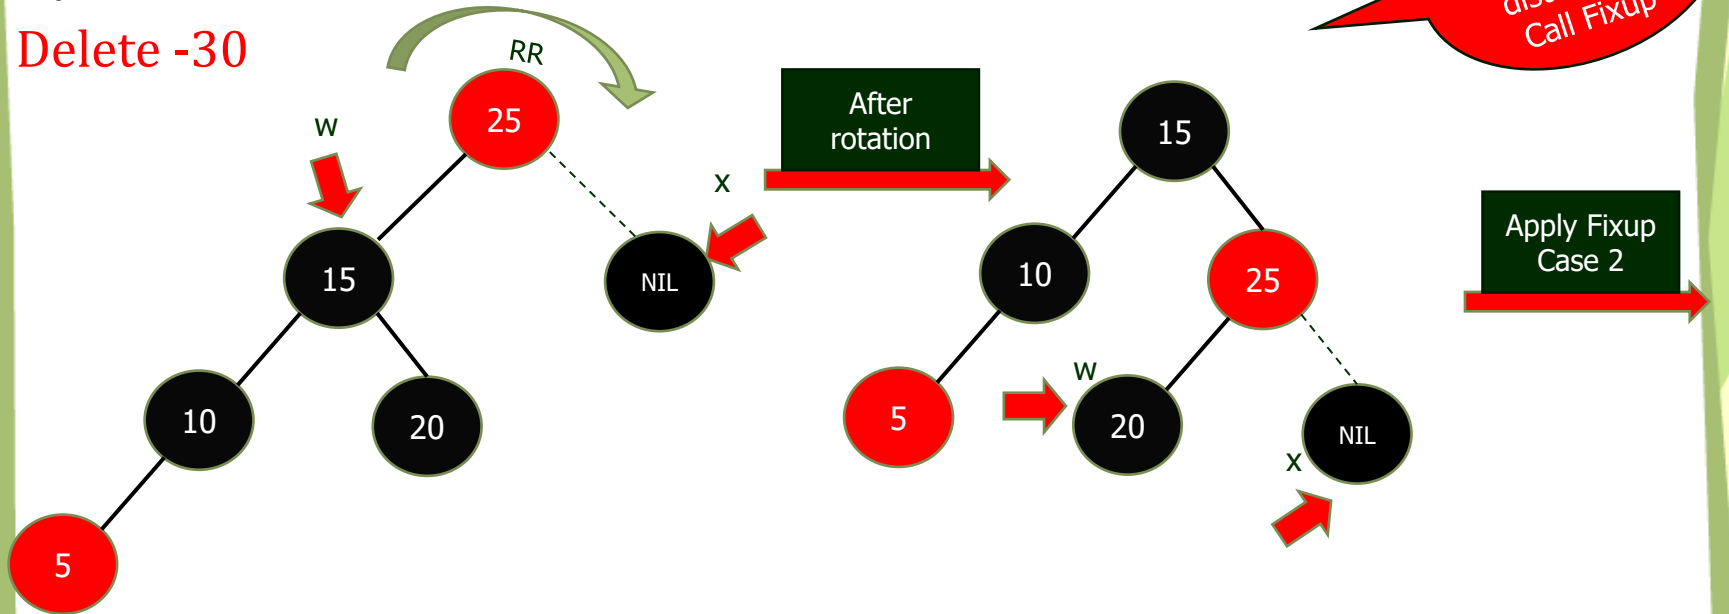 Call Fixup
Delete -30
RR
25
w
After
rotation
15
x
15
NIL
10
25
Apply Fixup
Case 2
10
20
5
w
20
NIL
x
5